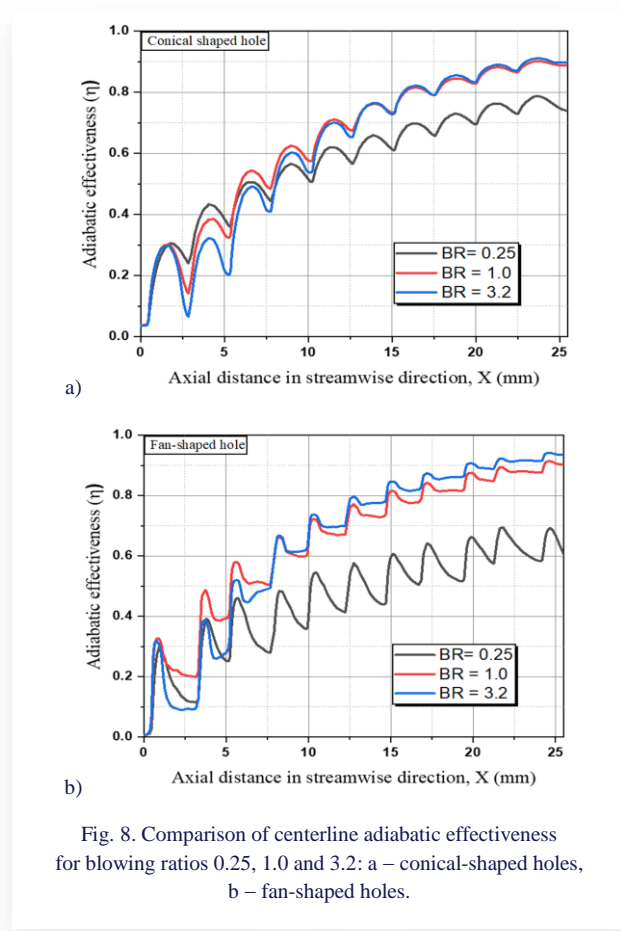 Conical shaped hole
1.0
0.8
0.6
0.4
0.2
0.0
Adiabatic effectiveness (η)
BR= 0.25
BR = 1.0
BR = 3.2
0 5 10 15 20 25
Axial distance in streamwise direction, X (mm)
a)
Fan-shaped hole
1.0
0.8
0.6
0.4
0.2
0.0
Adiabatic effectiveness (η)
BR= 0.25
BR = 1.0
BR = 3.2
0 5 10 15 20 25
Axial distance in streamwise direction, X (mm)
b)
Fig. 8. Comparison of centerline adiabatic effectiveness
for blowing ratios 0.25, 1.0 and 3.2: a – conical-shaped holes,
b – fan-shaped holes.